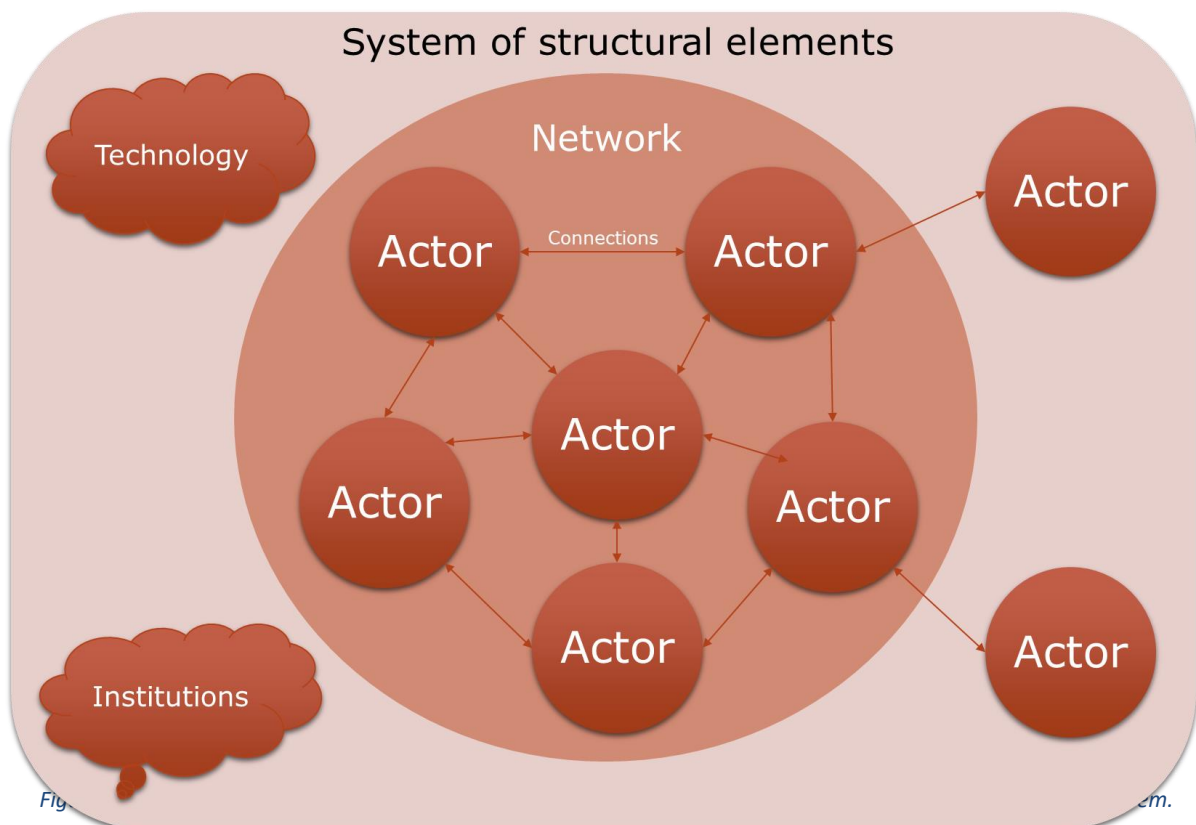 System of structural elements
Technology
Network
Actor
Actor
Actor
Connections
Actor
Actor
Actor
Actor
Institutions
Actor